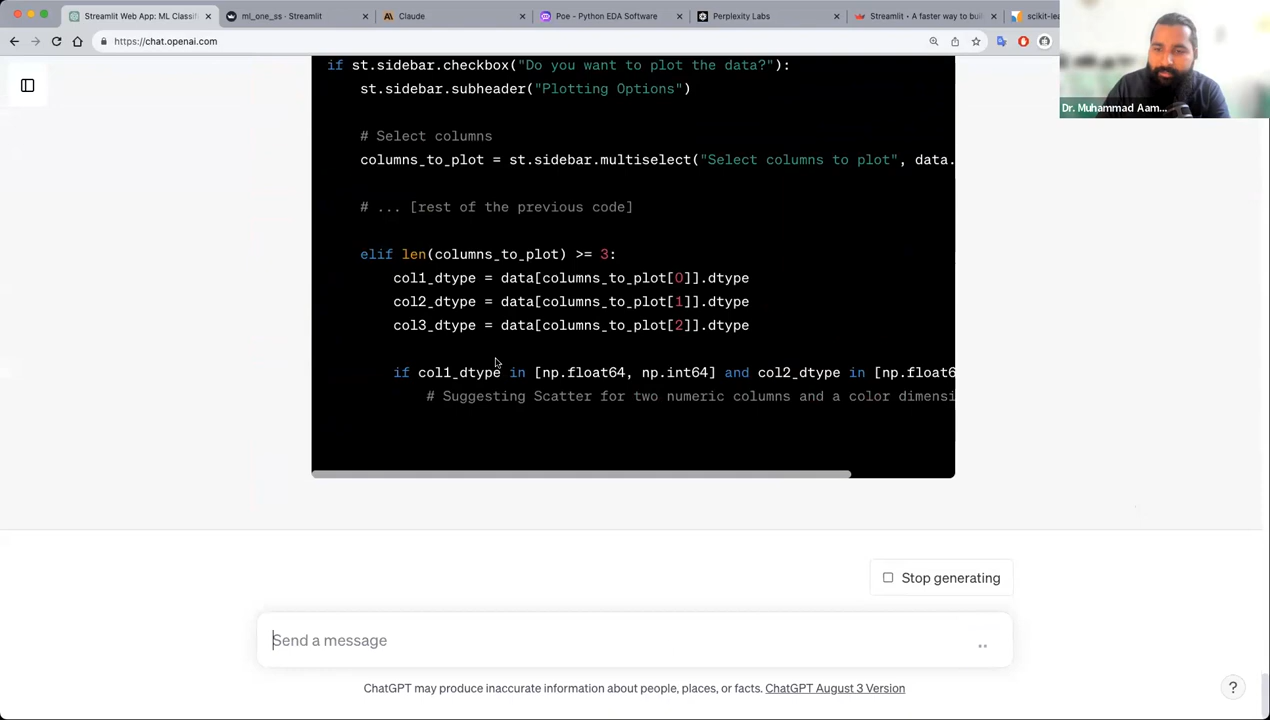 Streamlit Web App: ML Classif
ml_one_ss · Streamlit
Claude
Poe - Python EDA Software
Perplexity Labs
Streamlit • A faster way to buil
scikit-lea
https://chat.openai.com
Dr. Muhammad Aam...
if st.sidebar.checkbox("Do you want to plot the data?"):
st.sidebar.subheader("Plotting Options")
# Select columns
columns_to_plot = st.sidebar.multiselect("Select columns to plot", data.
# ... [rest of the previous code]
elif len(columns_to_plot) >= 3:
col1_dtype = data[columns_to_plot[0]].dtype
col2_dtype = data[columns_to_plot[1]].dtype
col3_dtype = data[columns_to_plot[2]].dtype
if col1_dtype in [np.float64, np.int64] and col2_dtype in [np.float6
# Suggesting Scatter for two numeric columns and a color dimensi
Stop generating
Send a message
ChatGPT may produce inaccurate information about people, places, or facts. ChatGPT August 3 Version
?